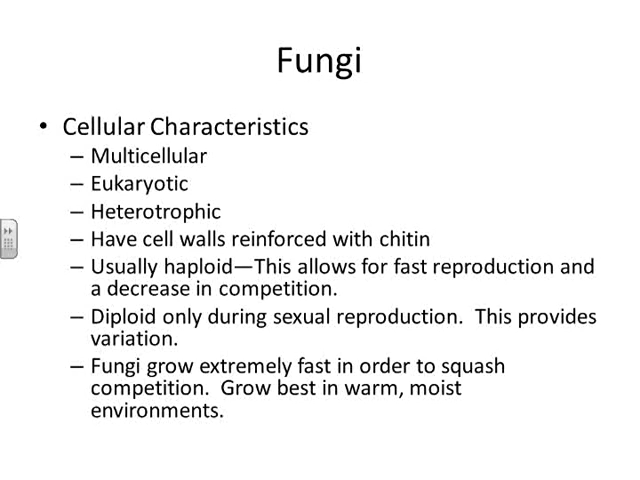 Fungi
• Cellular Characteristics
– Multicellular
– Eukaryotic
– Heterotrophic
– Have cell walls reinforced with chitin
– Usually haploid—This allows for fast reproduction and
a decrease in competition.
– Diploid only during sexual reproduction.  This provides
variation.
– Fungi grow extremely fast in order to squash
competition.  Grow best in warm, moist
environments.